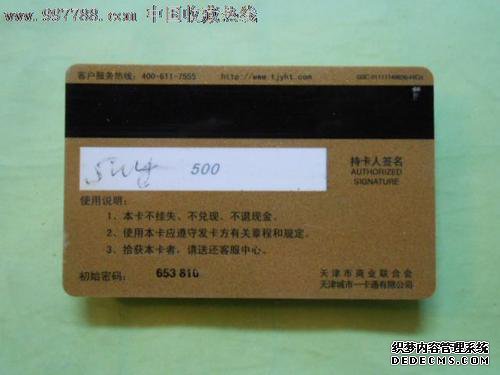 www.997788.com 中国收藏热线
客户服务热线：400-611-7555 http://www.tjykt.com
500
持卡人签名
AUTHORIZED
SIGNATURE
使用说明：
1、本卡不挂失、不兑现、不退现金。
2、使用本卡应遵守发卡方有关章程和规定。
3、拾获本卡者，请送还客服中心。
初始密码： 653 810
天津市商业联合会
天津城市一卡通有限公司
织梦内容管理系统
DEDECMS.COM